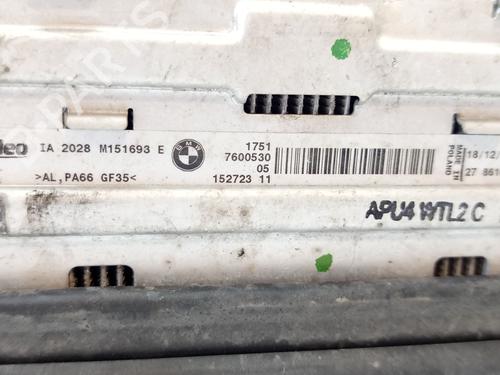 leo IA 2028 M151693 E
>AL,PA66 GF35<
BMW
1751
7600530
05
152723 11
18/12/
MADE IN
POLAND
27 861
APU4 19TL2 C